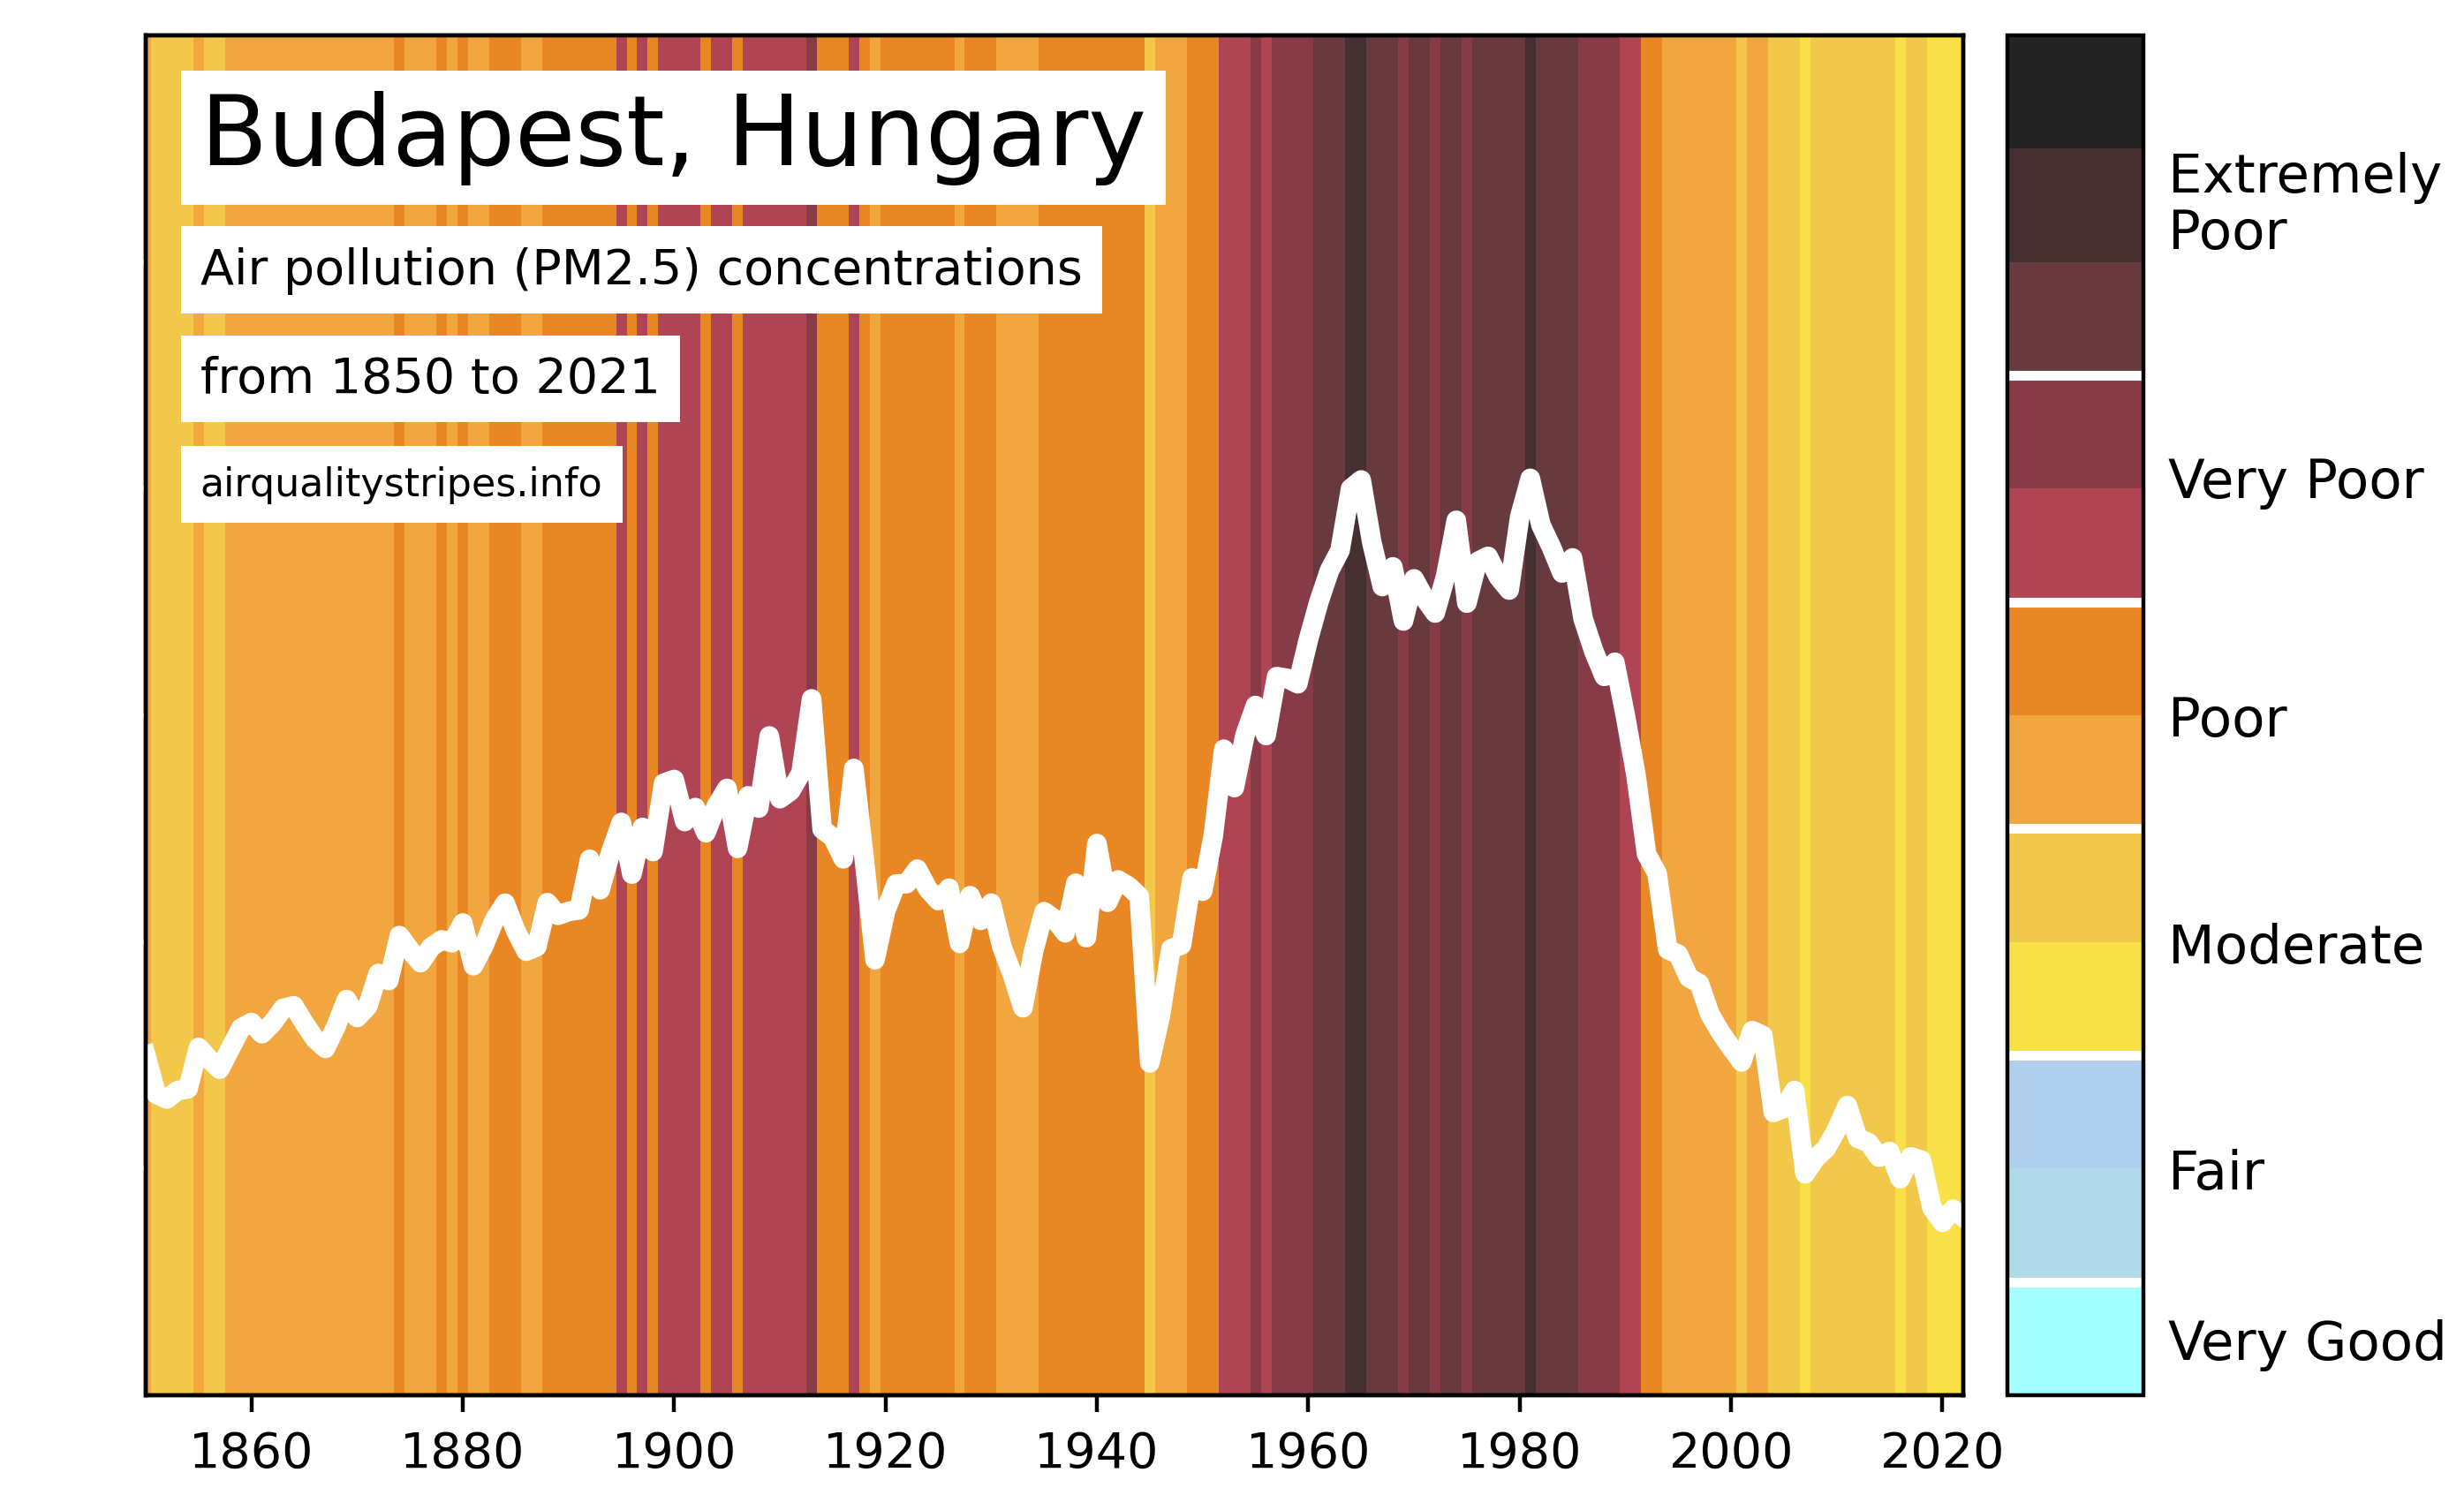 Budapest, Hungary
Air pollution (PM2.5) concentrations
from 1850 to 2021
airqualitystripes.info
Extremely
Poor
Very Poor
Poor
Moderate
Fair
Very Good
1860 1880 1900 1920 1940 1960 1980 2000 2020